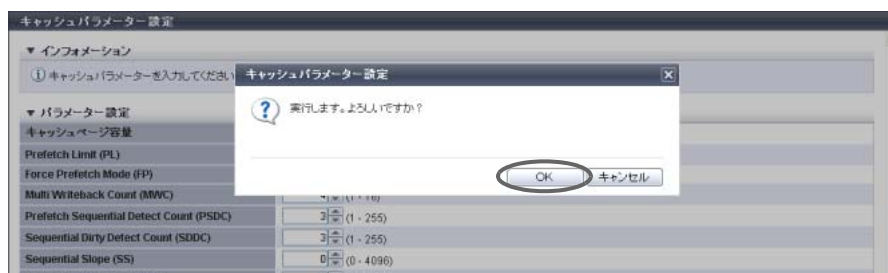 キャッシュパラメーター設定
▼ インフォメーション
キャッシュパラメーターを入力してください
キャッシュパラメーター設定
実行します。よろしいですか？
OK
キャンセル
▼ パラメーター設定
キャッシュページ容量
Prefetch Limit (PL)
Force Prefetch Mode (FP)
Multi Writeback Count (MWC) 4 (1 - 16)
Prefetch Sequential Detect Count (PSDC) 3 (1 - 255)
Sequential Dirty Detect Count (SDDC) 3 (1 - 255)
Sequential Slope (SS) 0 (0 - 4096)